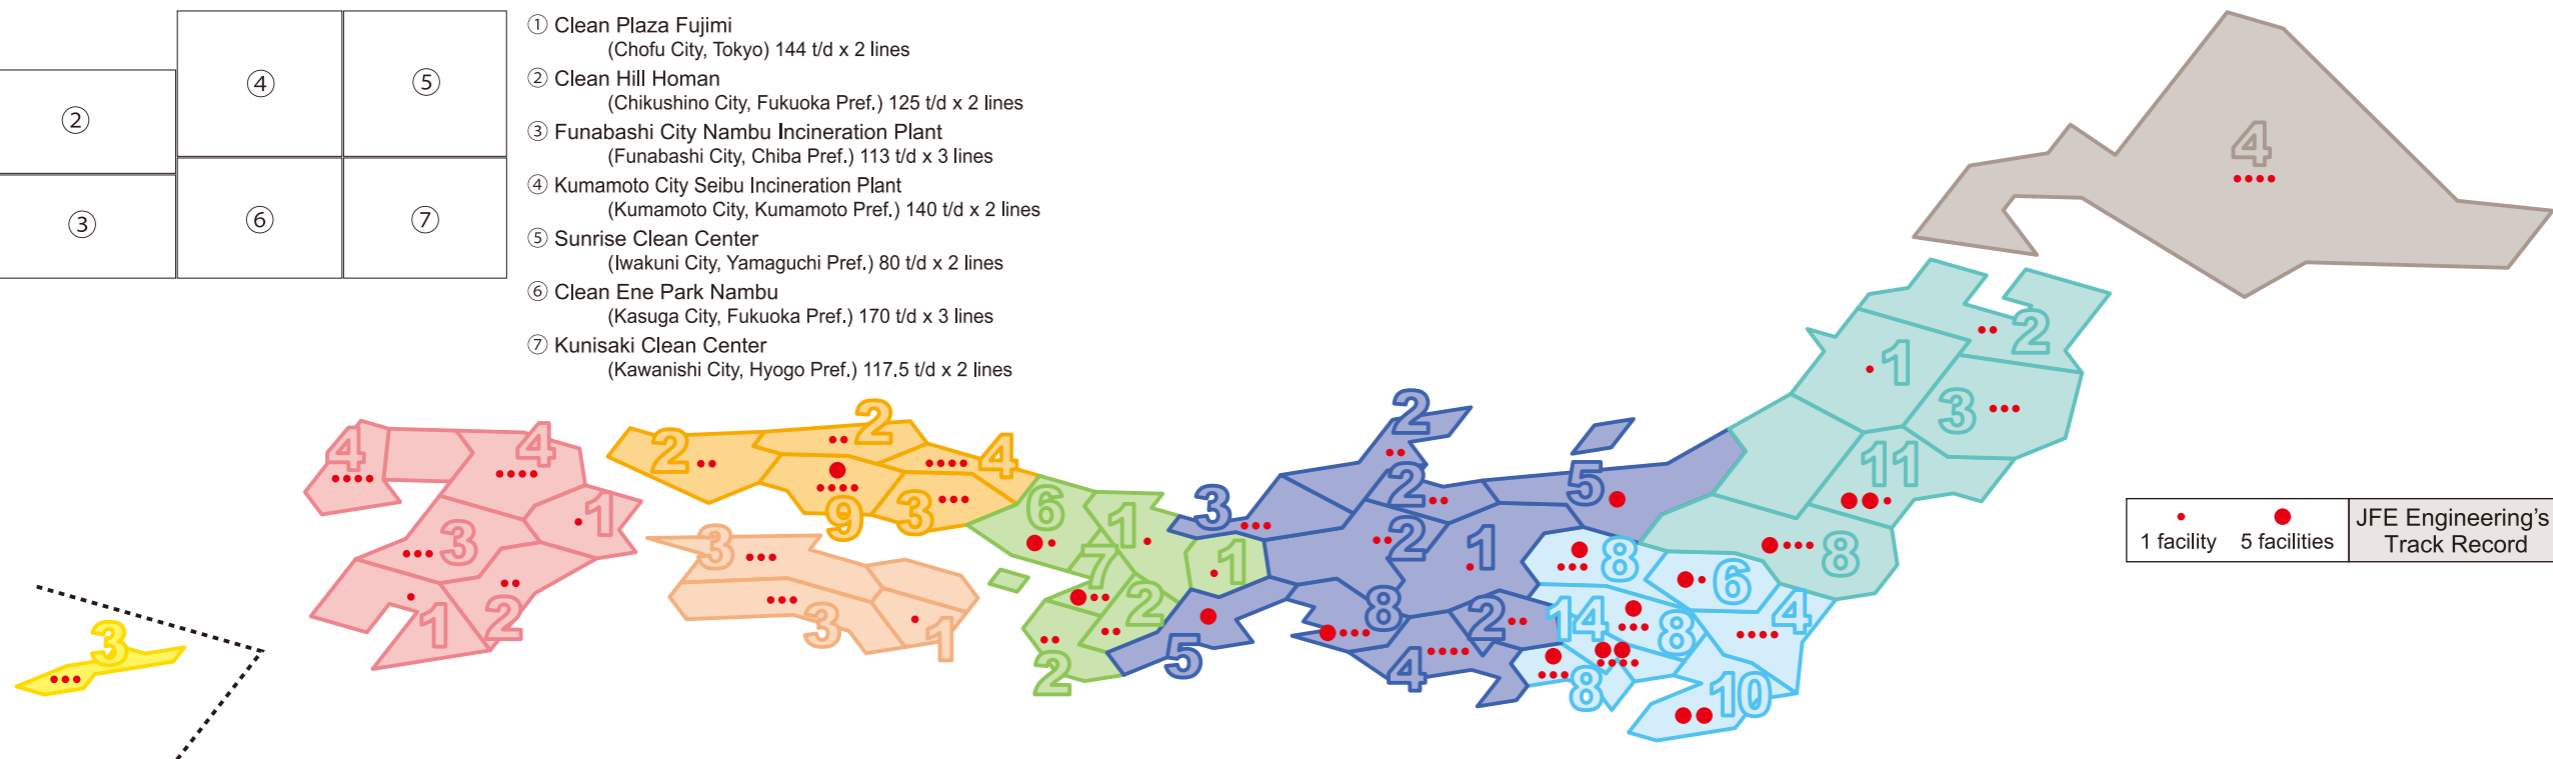 ④
⑤
②
③
⑥
⑦
① Clean Plaza Fujimi
(Chofu City, Tokyo) 144 t/d x 2 lines
② Clean Hill Homan
(Chikushino City, Fukuoka Pref.) 125 t/d x 2 lines
③ Funabashi City Nambu Incineration Plant
(Funabashi City, Chiba Pref.) 113 t/d x 3 lines
④ Kumamoto City Seibu Incineration Plant
(Kumamoto City, Kumamoto Pref.) 140 t/d x 2 lines
⑤ Sunrise Clean Center
(Iwakuni City, Yamaguchi Pref.) 80 t/d x 2 lines
⑥ Clean Ene Park Nambu
(Kasuga City, Fukuoka Pref.) 170 t/d x 3 lines
⑦ Kunisaki Clean Center
(Kawanishi City, Hyogo Pref.) 117.5 t/d x 2 lines
4
2
1
3
11
8
4
4
1
3
1
2
3
2
2
4
9
3
3
3
1
6
1
7
1
2
2
2
5
2
3
2
1
8
2
5
4
8
6
14
8
4
8
10
1 facility
5 facilities
JFE Engineering's
Track Record